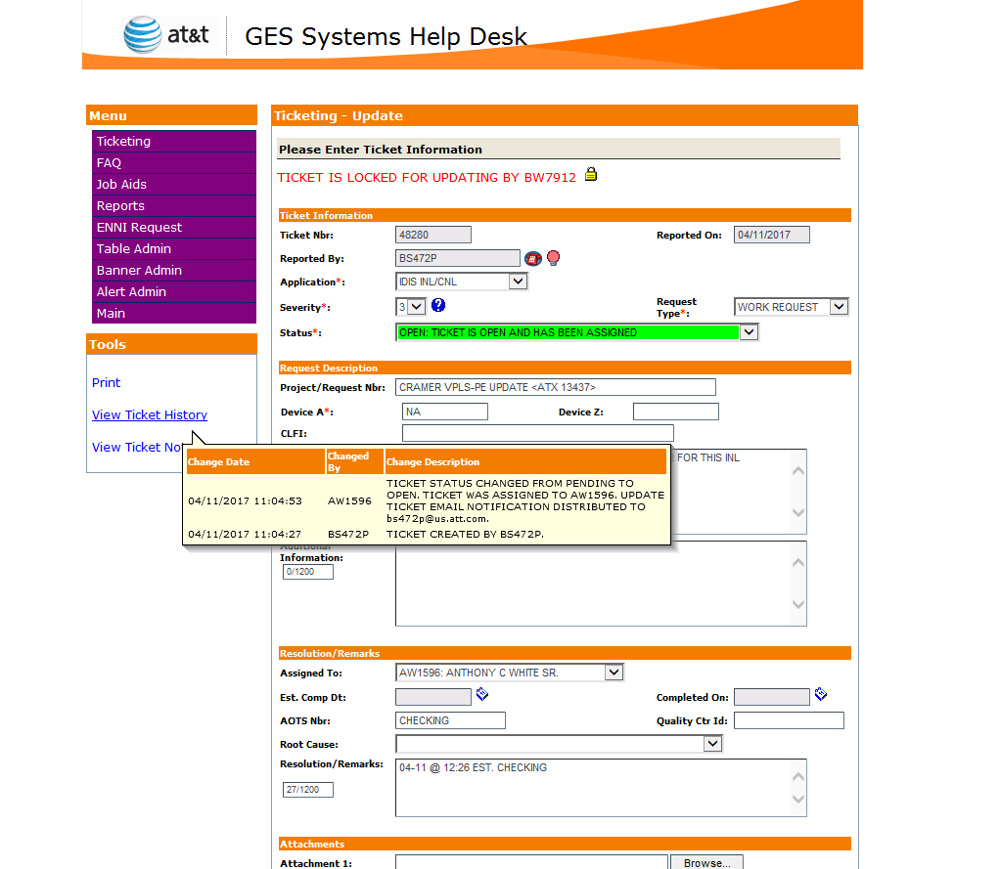 at&t
GES Systems Help Desk
Menu
Ticketing
FAQ
Job Aids
Reports
ENNI Request
Table Admin
Banner Admin
Alert Admin
Main
Tools
Print
View Ticket History
View Ticket No
Ticketing - Update
Please Enter Ticket Information
TICKET IS LOCKED FOR UPDATING BY BW7912
Ticket Information
Ticket Nbr: 48280 Reported On: 04/11/2017
Reported By: BS472P
Application*: IDIS INL/CNL
Severity*: 3 ? Request Type*: WORK REQUEST
Status*: OPEN: TICKET IS OPEN AND HAS BEEN ASSIGNED
Request Description
Project/Request Nbr: CRAMER VPLS-PE UPDATE <ATX 13437>
Device A*: NA Device Z:
CLFI:
FOR THIS INL
Change Date Changed By Change Description
04/11/2017 11:04:53 AW1596 TICKET STATUS CHANGED FROM PENDING TO
OPEN. TICKET WAS ASSIGNED TO AW1596. UPDATE
TICKET EMAIL NOTIFICATION DISTRIBUTED TO
bs472p@us.att.com.
04/11/2017 11:04:27 BS472P TICKET CREATED BY BS472P.
Additional
Information:
0/1200
Resolution/Remarks
Assigned To: AW1596: ANTHONY C WHITE SR.
Est. Comp Dt: Completed On:
AOTS Nbr: CHECKING Quality Ctr Id:
Root Cause:
Resolution/Remarks: 04-11 @ 12:26 EST. CHECKING
27/1200
Attachments
Attachment 1: Browse...